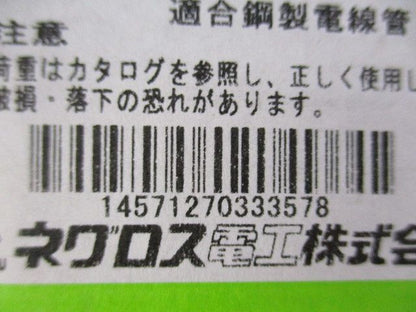 適合鋼製電線管
注意
荷重はカタログを参照し、正しく使用し
破損・落下の恐れがあります。
14571270333578
ネグロス電工株式会